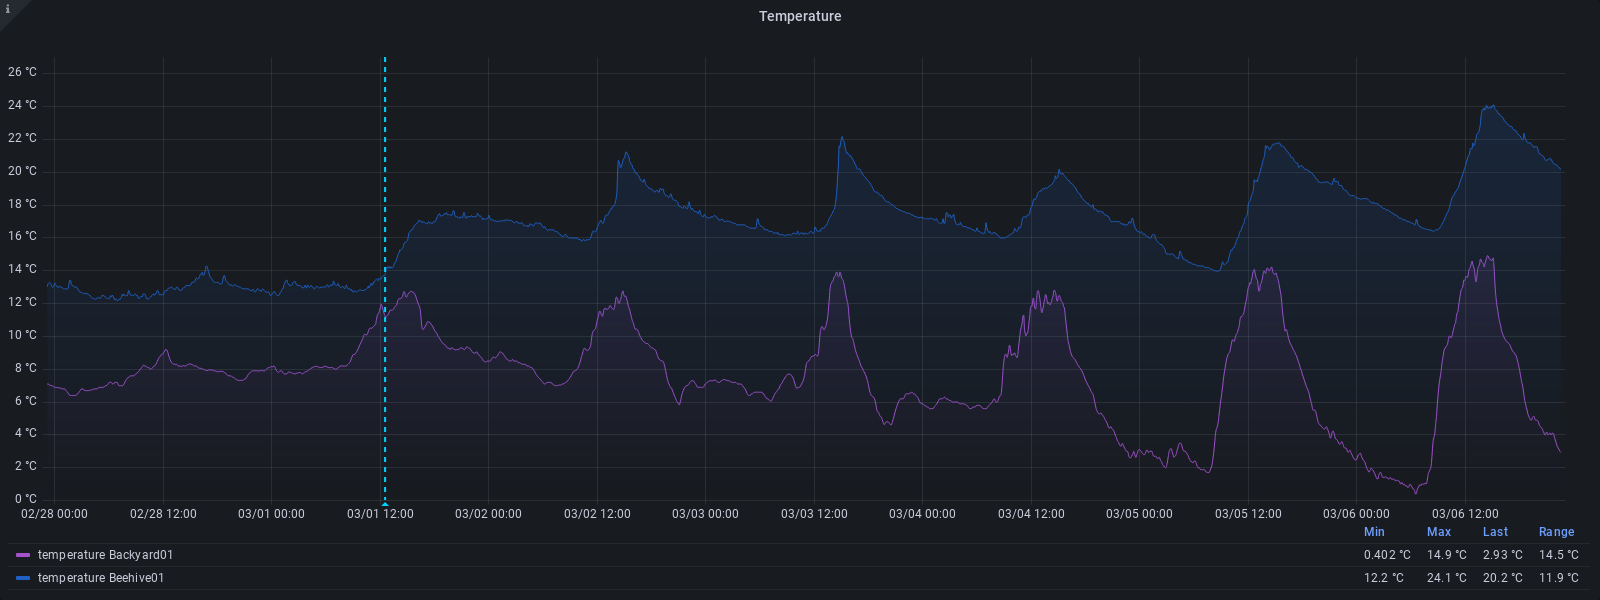 i
Temperature
26 °C
24 °C
22 °C
20 °C
18 °C
16 °C
14 °C
12 °C
10 °C
8 °C
6 °C
4 °C
2 °C
0 °C
02/28 00:00 02/28 12:00 03/01 00:00 03/01 12:00 03/02 00:00 03/02 12:00 03/03 00:00 03/03 12:00 03/04 00:00 03/04 12:00 03/05 00:00 03/05 12:00 03/06 00:00 03/06 12:00
Min Max Last Range
temperature Backyard01 0.402 °C 14.9 °C 2.93 °C 14.5 °C
temperature Beehive01 12.2 °C 24.1 °C 20.2 °C 11.9 °C